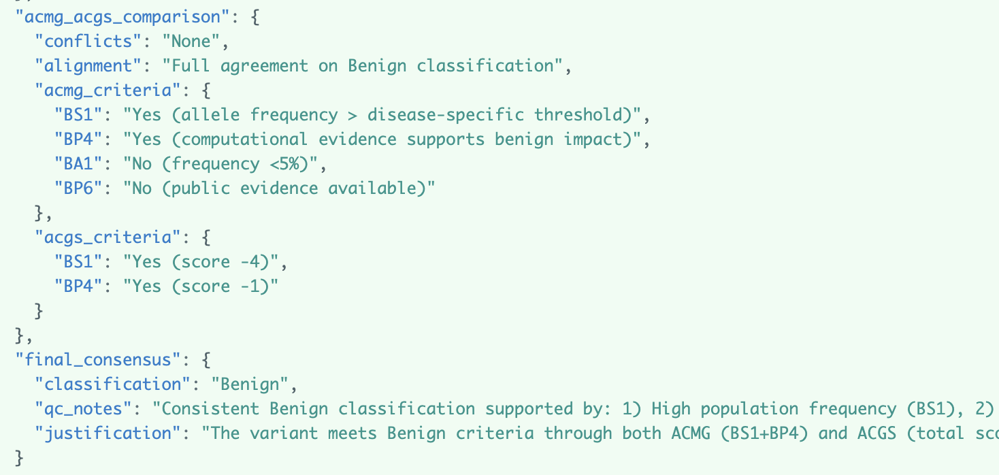 "acmg_acgs_comparison": {
"conflicts": "None",
"alignment": "Full agreement on Benign classification",
"acmg_criteria": {
"BS1": "Yes (allele frequency > disease-specific threshold)",
"BP4": "Yes (computational evidence supports benign impact)",
"BA1": "No (frequency <5%)",
"BP6": "No (public evidence available)"
},
"acgs_criteria": {
"BS1": "Yes (score -4)",
"BP4": "Yes (score -1)"
}
},
"final_consensus": {
"classification": "Benign",
"qc_notes": "Consistent Benign classification supported by: 1) High population frequency (BS1), 2)
"justification": "The variant meets Benign criteria through both ACMG (BS1+BP4) and ACGS (total
}